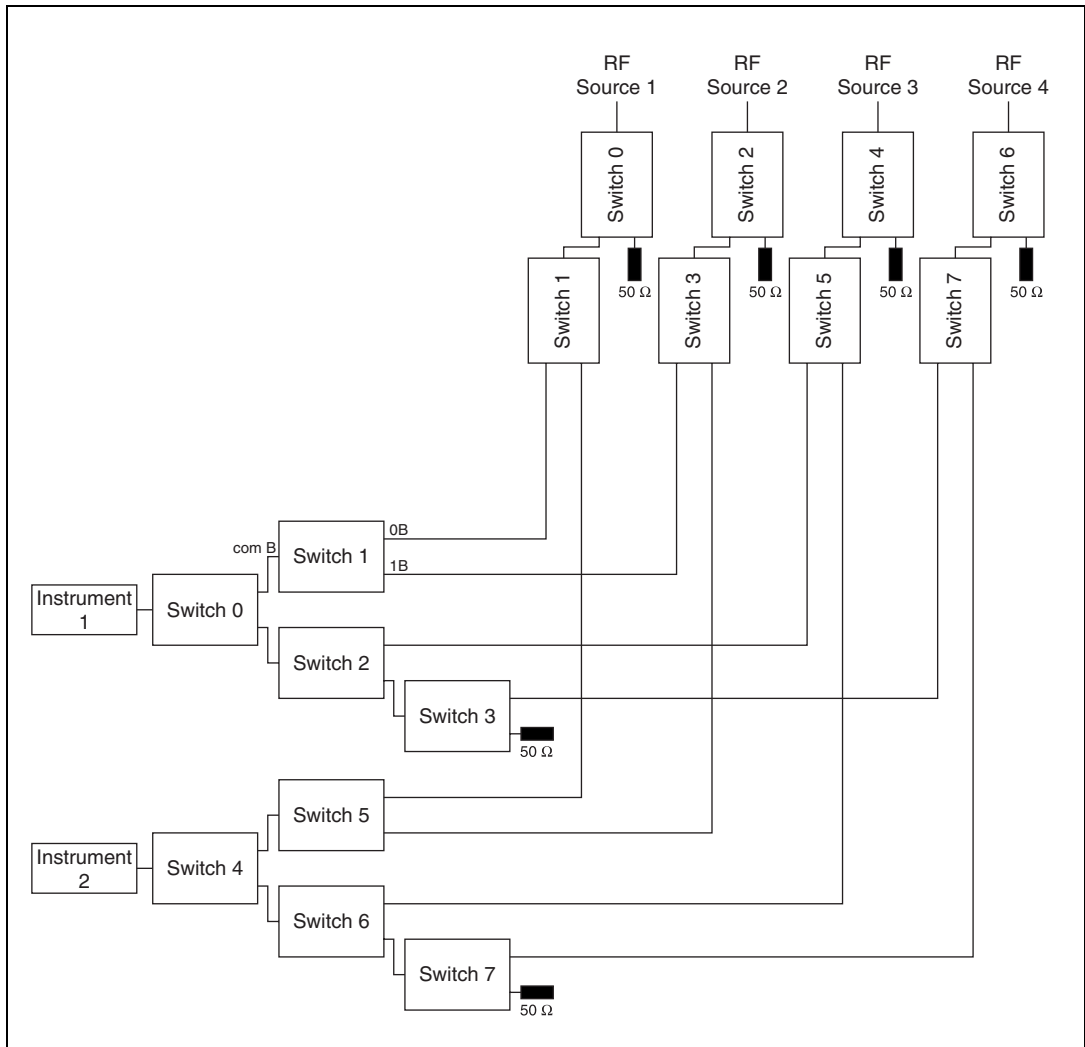 RF
Source 1
RF
Source 2
RF
Source 3
RF
Source 4
Switch 0
Switch 2
Switch 4
Switch 6
50 Ω
50 Ω
50 Ω
50 Ω
Switch 1
Switch 3
Switch 5
Switch 7
0B
com B
Switch 1
1B
Instrument
1
Switch 0
Switch 2
Switch 3
50 Ω
Switch 5
Instrument
2
Switch 4
Switch 6
Switch 7
50 Ω